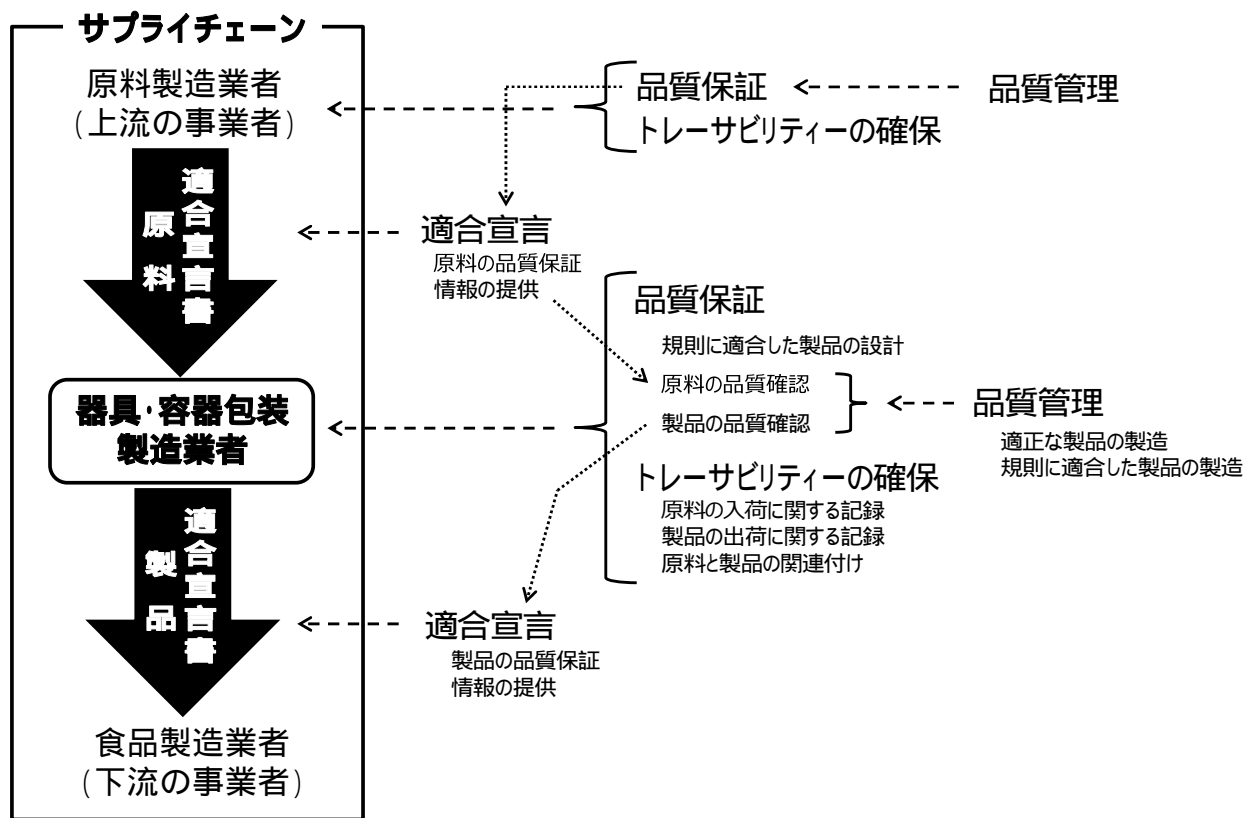 サプライチェーン
原料製造業者
(上流の事業者)
適合宣言書
原料
器具・容器包装
製造業者
適合宣言書
製品
食品製造業者
(下流の事業者)
品質保証
トレーサビリティーの確保
品質管理
適合宣言
原料の品質保証
情報の提供
品質保証
規則に適合した製品の設計
原料の品質確認
製品の品質確認
トレーサビリティーの確保
原料の入荷に関する記録
製品の出荷に関する記録
原料と製品の関連付け
品質管理
適正な製品の製造
規則に適合した製品の製造
適合宣言
製品の品質保証
情報の提供